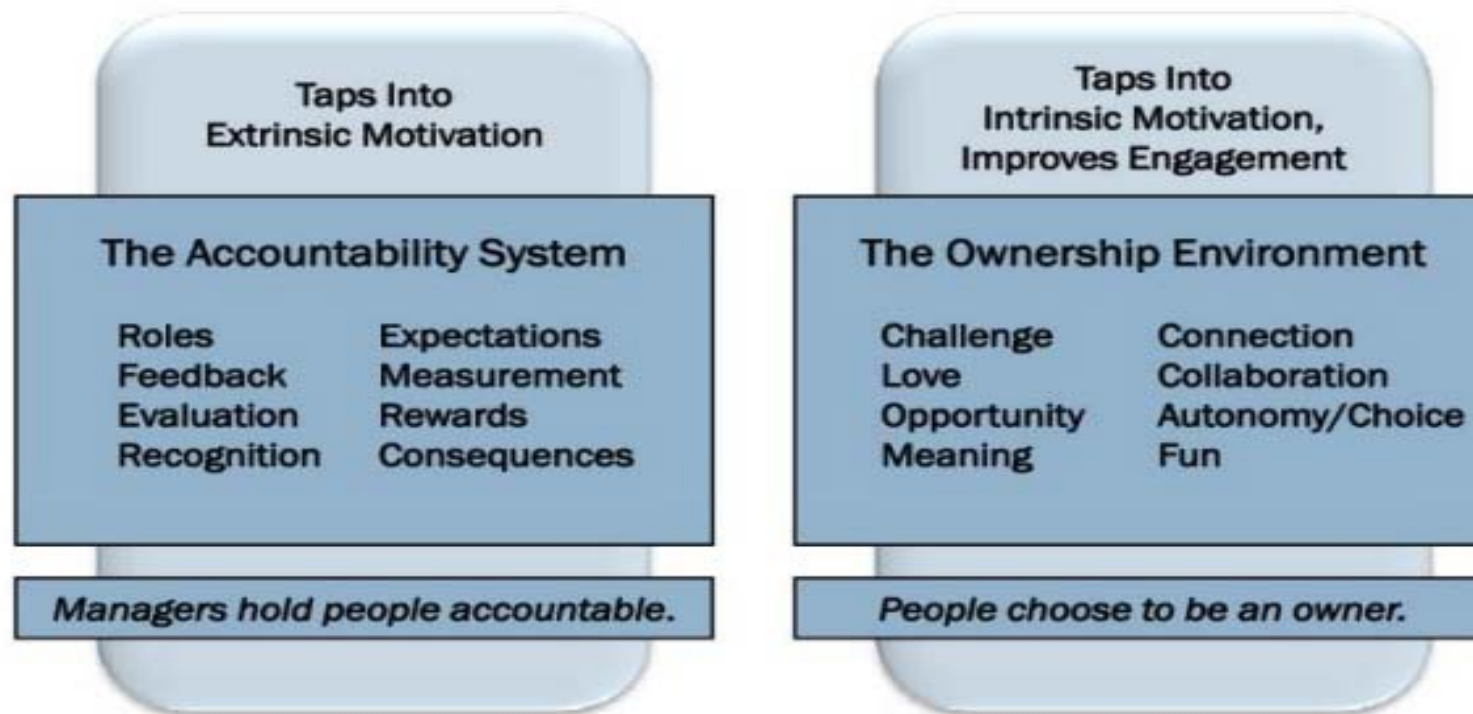 Taps Into
Extrinsic Motivation
The Accountability System
Roles Expectations
Feedback Measurement
Evaluation Rewards
Recognition Consequences
Managers hold people accountable.
Taps Into
Intrinsic Motivation,
Improves Engagement
The Ownership Environment
Challenge Connection
Love Collaboration
Opportunity Autonomy/Choice
Meaning Fun
People choose to be an owner.